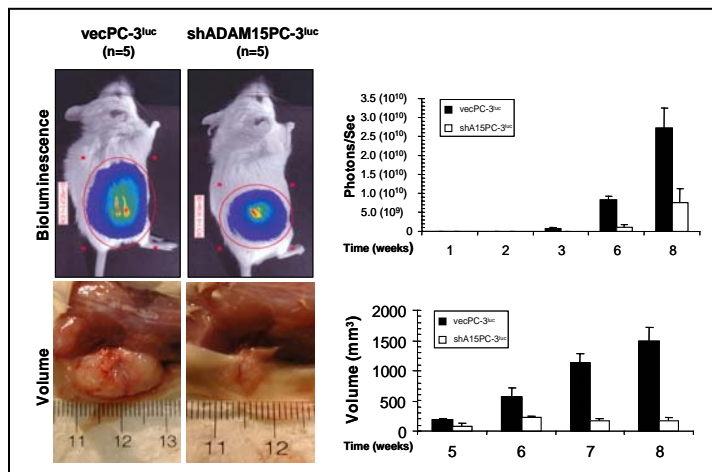 vecPC-3luc
(n=5)
shADAM15PC-3luc
(n=5)
Bioluminescence
Volume
11 12 13
11 12
Photons/Sec
3.5 (10¹⁰)
3.0 (10¹⁰)
2.5 (10¹⁰)
2.0 (10¹⁰)
1.5 (10¹⁰)
1.0 (10¹⁰)
5.0 (10⁹)
vecPC-3luc
shA15PC-3luc
Time (weeks)
1 2 3 6 8
Volume (mm³)
2000
1500
1000
500
0
vecPC-3luc
shA15PC-3luc
Time (weeks)
5 6 7 8